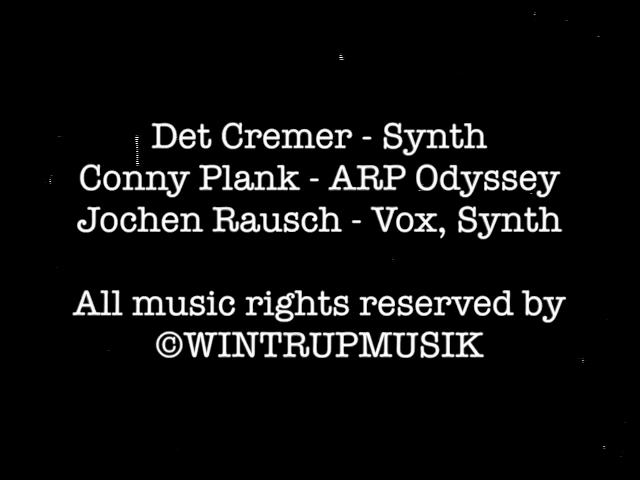 Det Cremer - Synth
Conny Plank - ARP Odyssey
Jochen Rausch - Vox, Synth
All music rights reserved by
©WINTRUPMUSIK